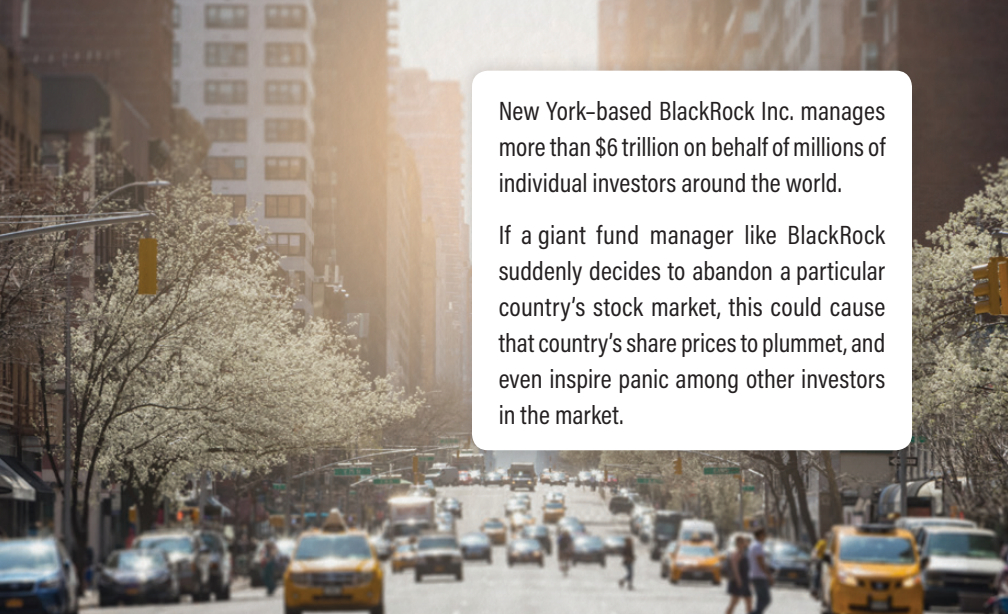 New York–based BlackRock Inc. manages
more than $6 trillion on behalf of millions of
individual investors around the world.
If a giant fund manager like BlackRock
suddenly decides to abandon a particular
country’s stock market, this could cause
that country’s share prices to plummet, and
even inspire panic among other investors
in the market.